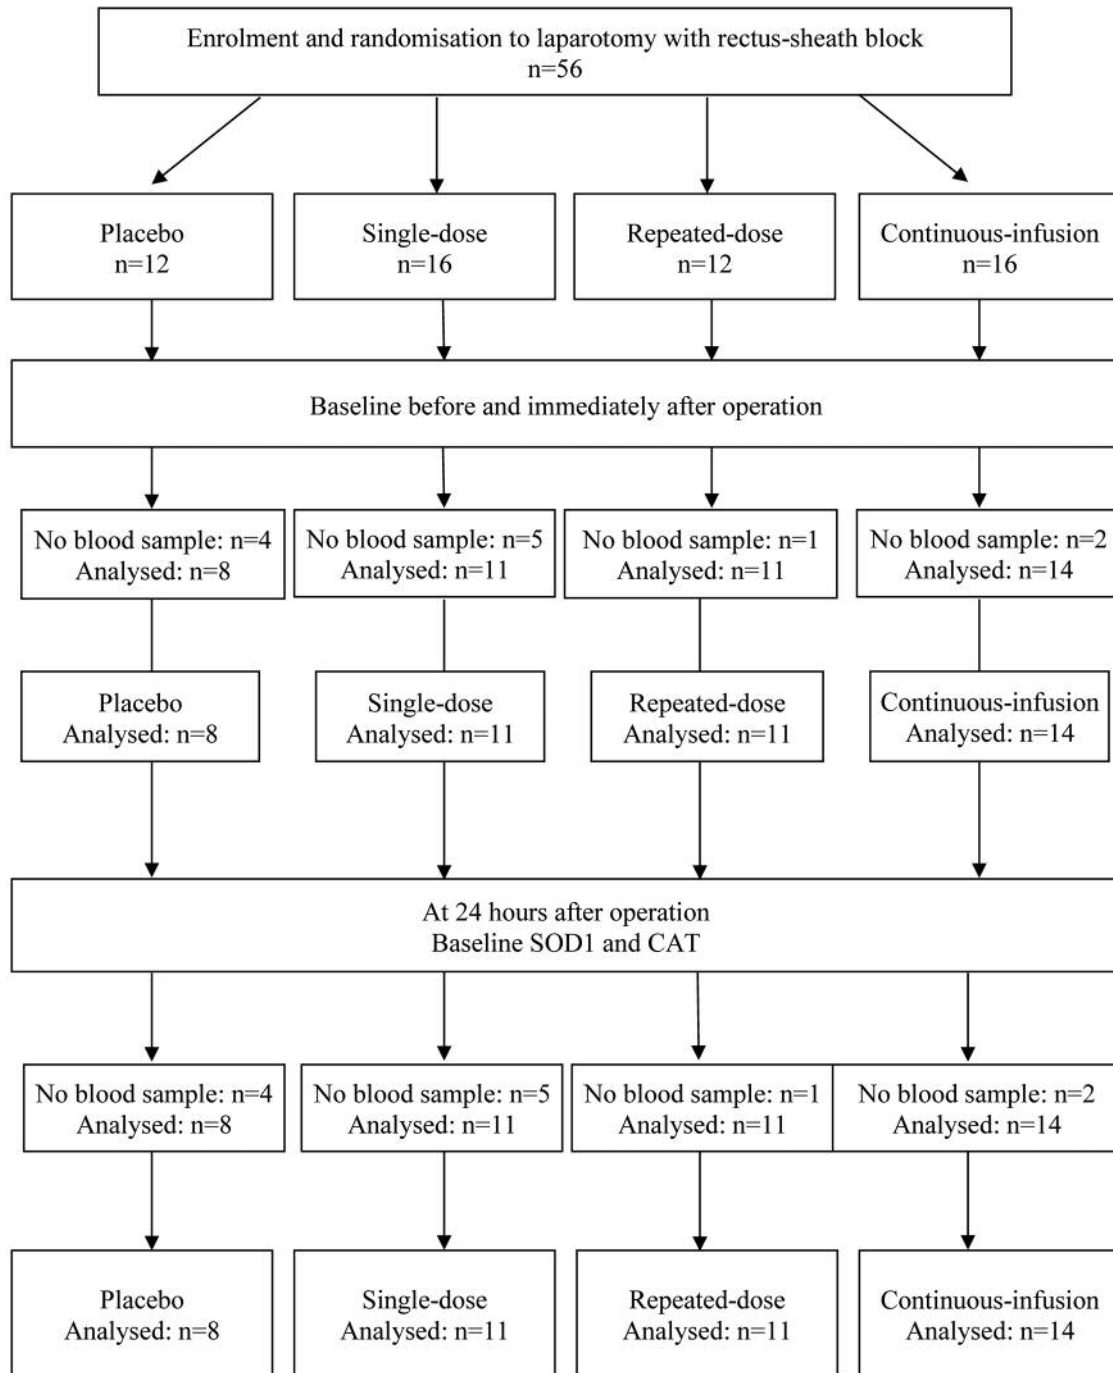 Enrolment and randomisation to laparotomy with rectus-sheath block
n=56
Placebo
n=12
Single-dose
n=16
Repeated-dose
n=12
Continuous-infusion
n=16
Baseline before and immediately after operation
No blood sample: n=4
Analysed: n=8
No blood sample: n=5
Analysed: n=11
No blood sample: n=1
Analysed: n=11
No blood sample: n=2
Analysed: n=14
Placebo
Analysed: n=8
Single-dose
Analysed: n=11
Repeated-dose
Analysed: n=11
Continuous-infusion
Analysed: n=14
At 24 hours after operation
Baseline SOD1 and CAT
No blood sample: n=4
Analysed: n=8
No blood sample: n=5
Analysed: n=11
No blood sample: n=1
Analysed: n=11
No blood sample: n=2
Analysed: n=14
Placebo
Analysed: n=8
Single-dose
Analysed: n=11
Repeated-dose
Analysed: n=11
Continuous-infusion
Analysed: n=14